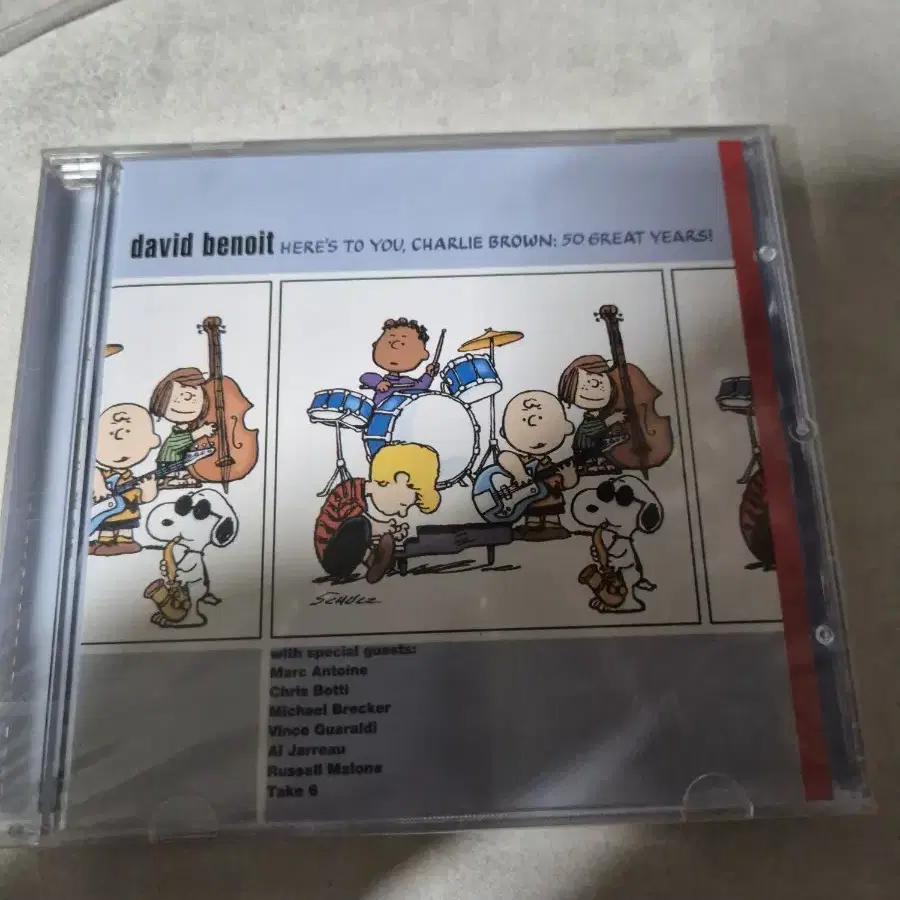 david benoit HERE'S TO YOU, CHARLIE BROWN: 50 GREAT YEARS!
SCHULZ
with special guests:
Marc Antoine
Chris Botti
Michael Brecker
Vince Guaraldi
Al Jarreau
Russell Malone
Take 6